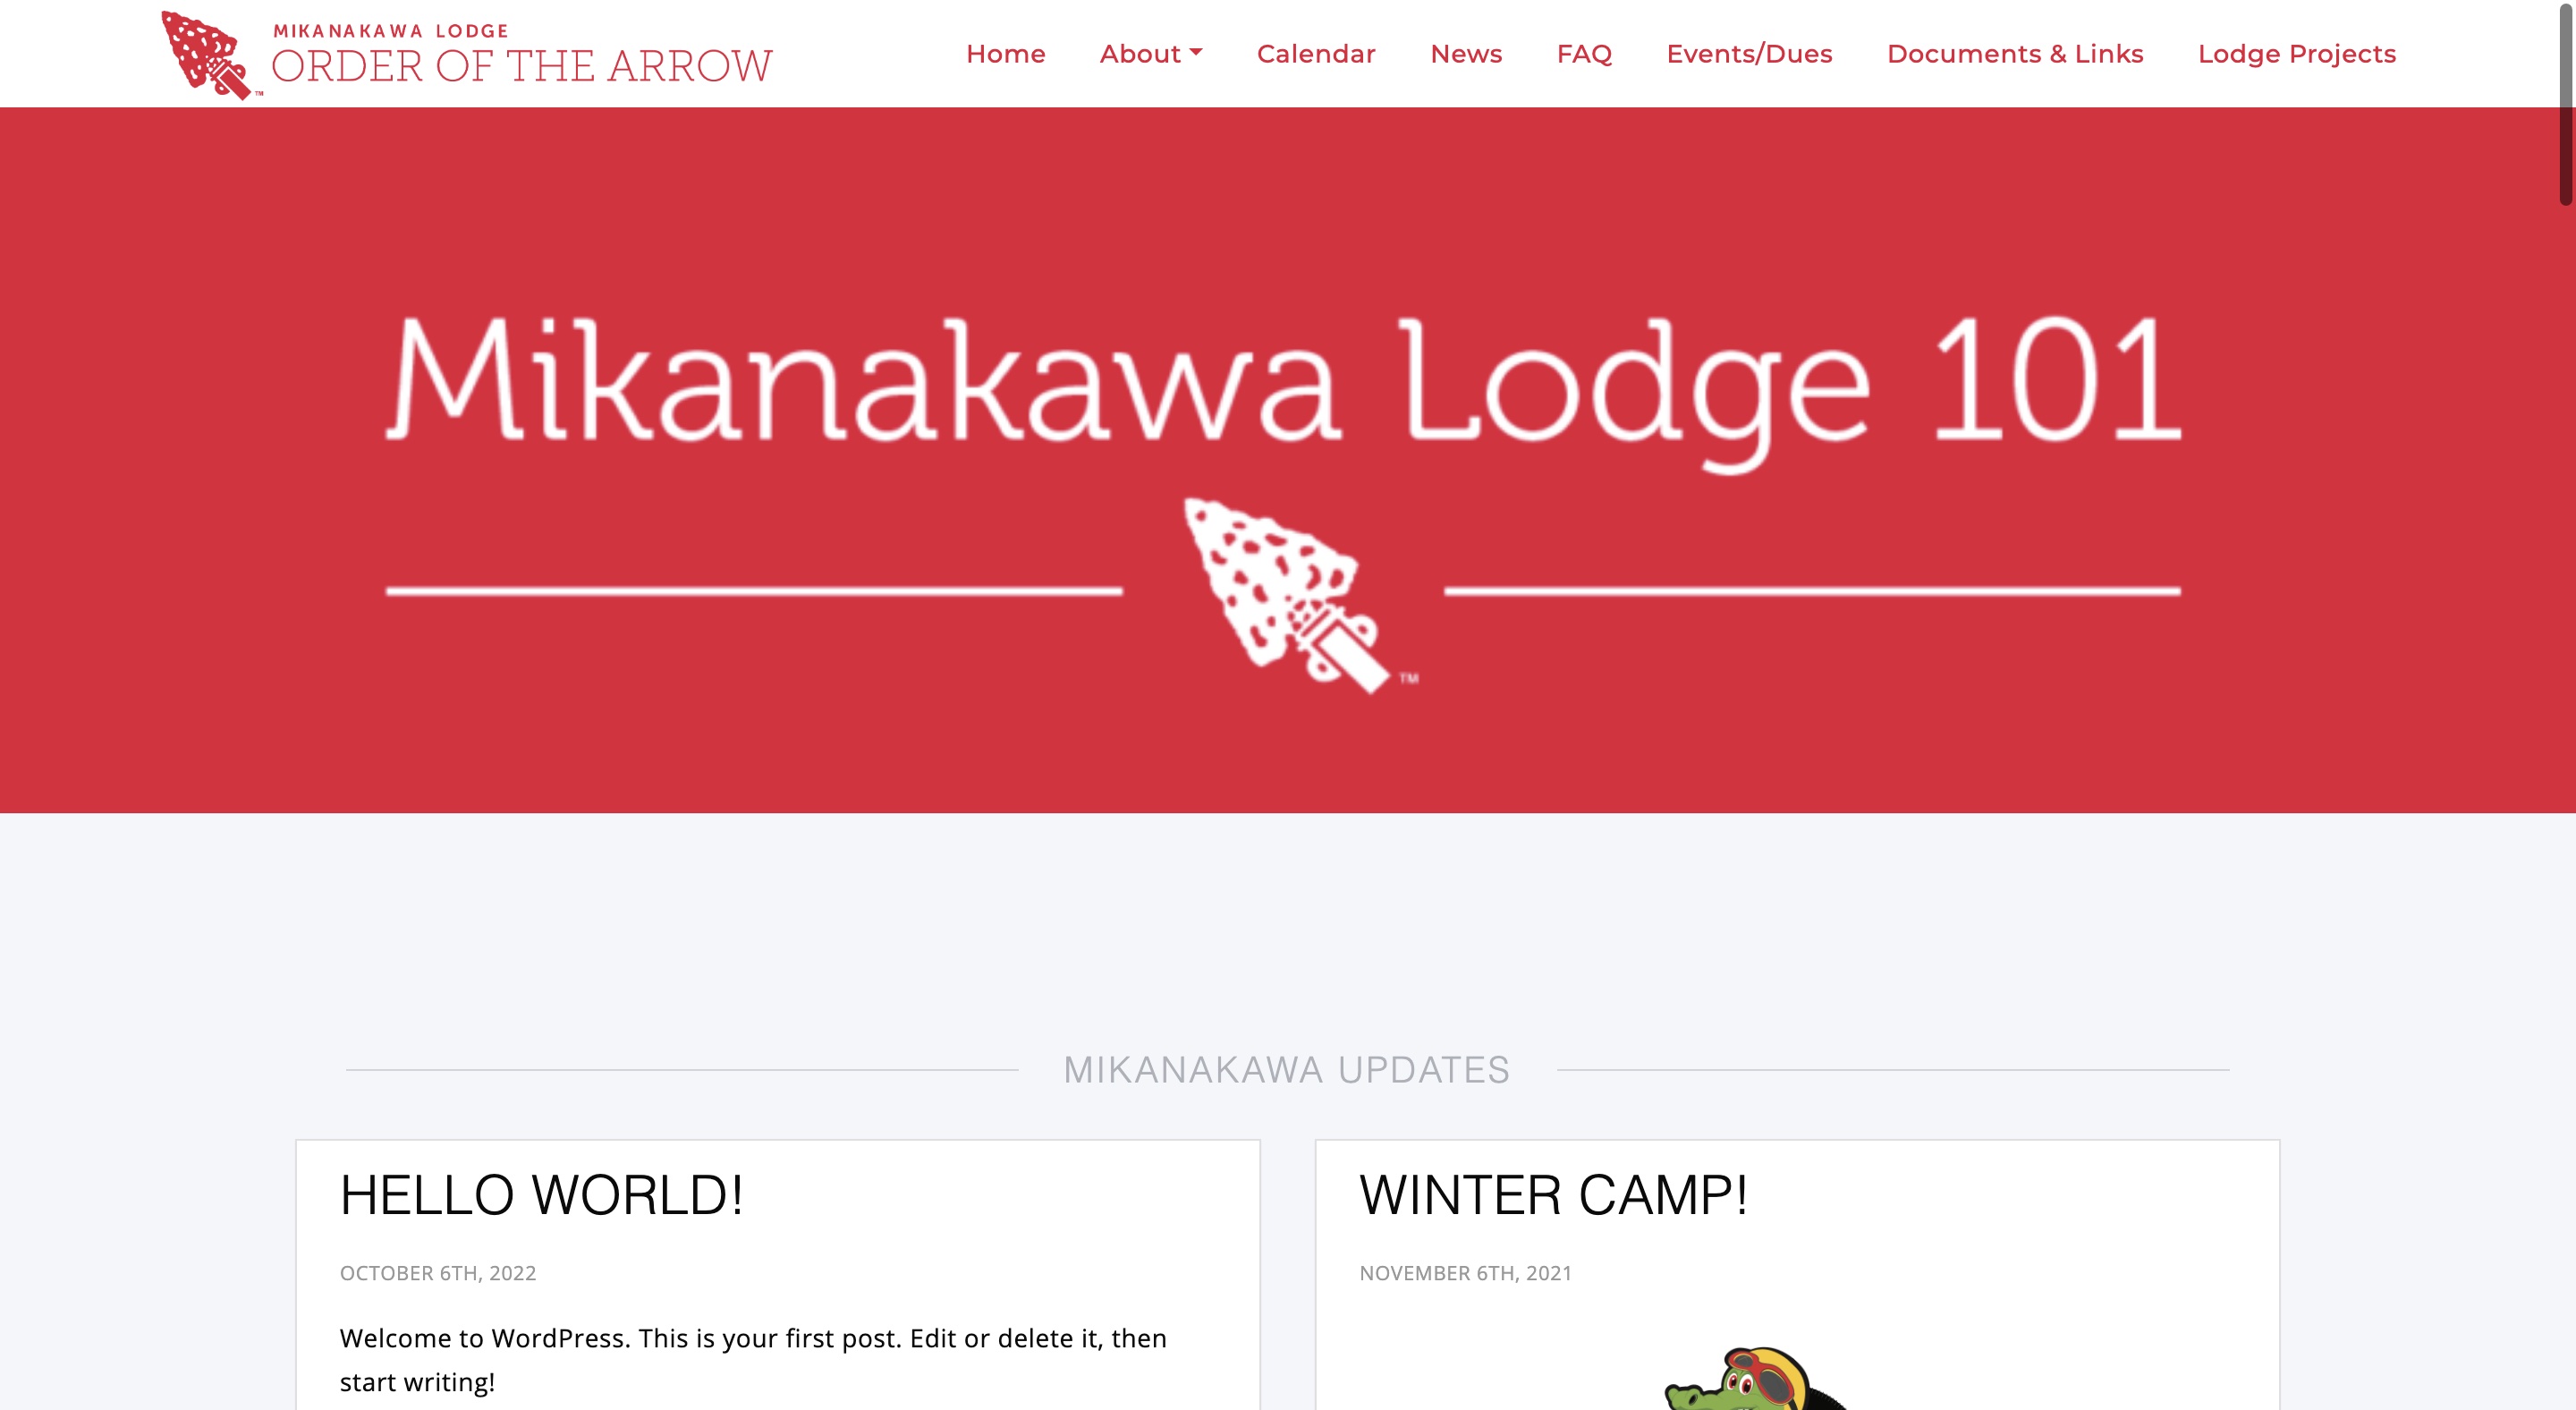 MIKANAKAWA LODGE
ORDER OF THE ARROW
TM
Home About Calendar News FAQ Events/Dues Documents & Links Lodge Projects
Mikanakawa Lodge 101
TM
MIKANAKAWA UPDATES
HELLO WORLD!
OCTOBER 6TH, 2022
Welcome to WordPress. This is your first post. Edit or delete it, then
start writing!
WINTER CAMP!
NOVEMBER 6TH, 2021